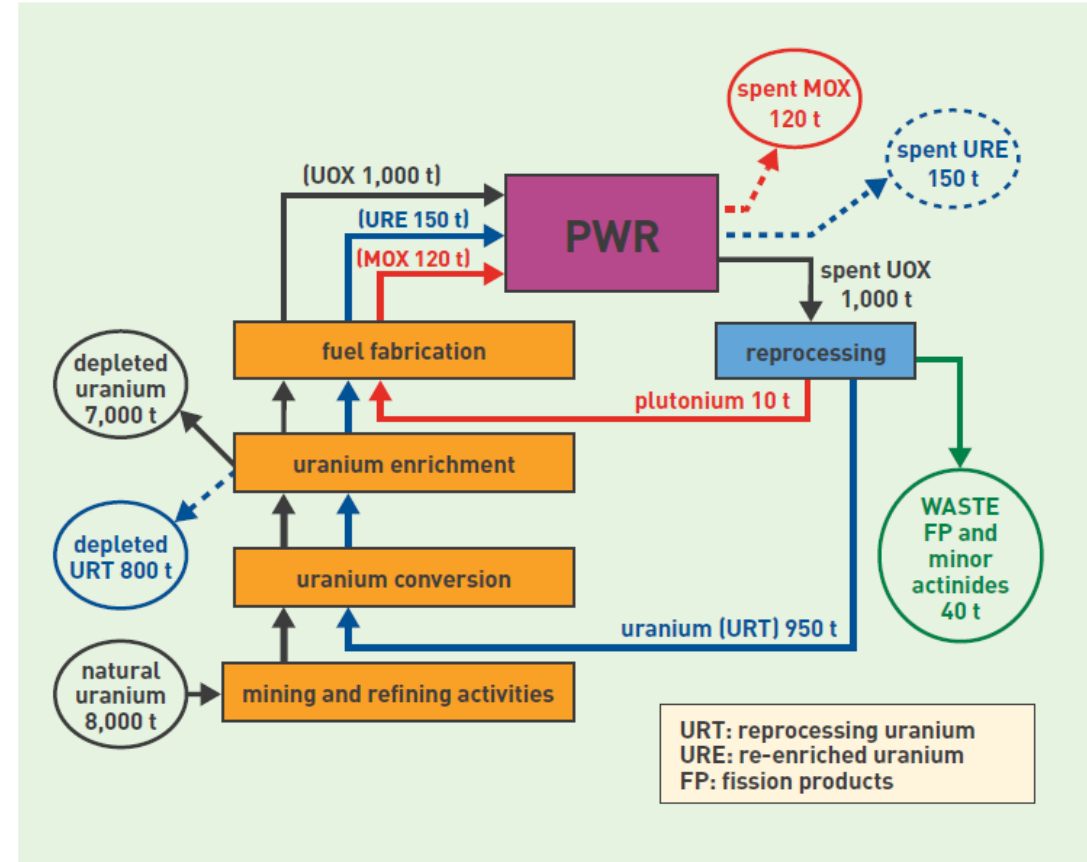 spent MOX
120 t
spent URE
150 t
(UOX 1,000 t)
(URE 150 t)
(MOX 120 t)
PWR
spent UOX
1,000 t
fuel fabrication
reprocessing
depleted
uranium
7,000 t
plutonium 10 t
uranium enrichment
WASTE
FP and
minor
actinides
40 t
depleted
URT 800 t
uranium conversion
uranium (URT) 950 t
natural
uranium
8,000 t
mining and refining activities
URT: reprocessing uranium
URE: re-enriched uranium
FP: fission products